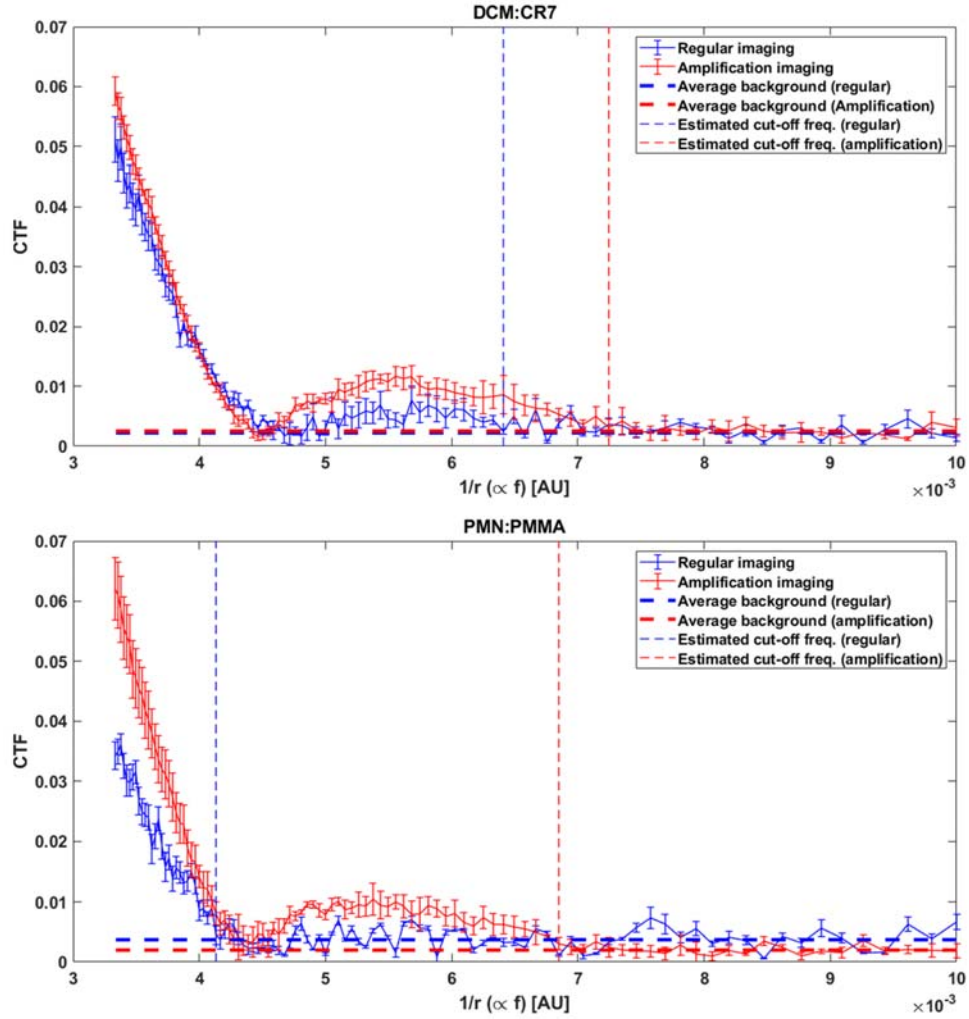 DCM:CR7
0.07
0.06
0.05
0.04
0.03
0.02
0.01
0
CTF
Regular imaging
Amplification imaging
Average background (regular)
Average background (Amplification)
Estimated cut-off freq. (regular)
Estimated cut-off freq. (amplification)
3 4 5 6 7 8 9 10
1/r (∝ f) [AU]
×10⁻³
PMN:PMMA
0.07
0.06
0.05
0.04
0.03
0.02
0.01
0
CTF
Regular imaging
Amplification imaging
Average background (regular)
Average background (amplification)
Estimated cut-off freq. (regular)
Estimated cut-off freq. (amplification)
3 4 5 6 7 8 9 10
1/r (∝ f) [AU]
×10⁻³